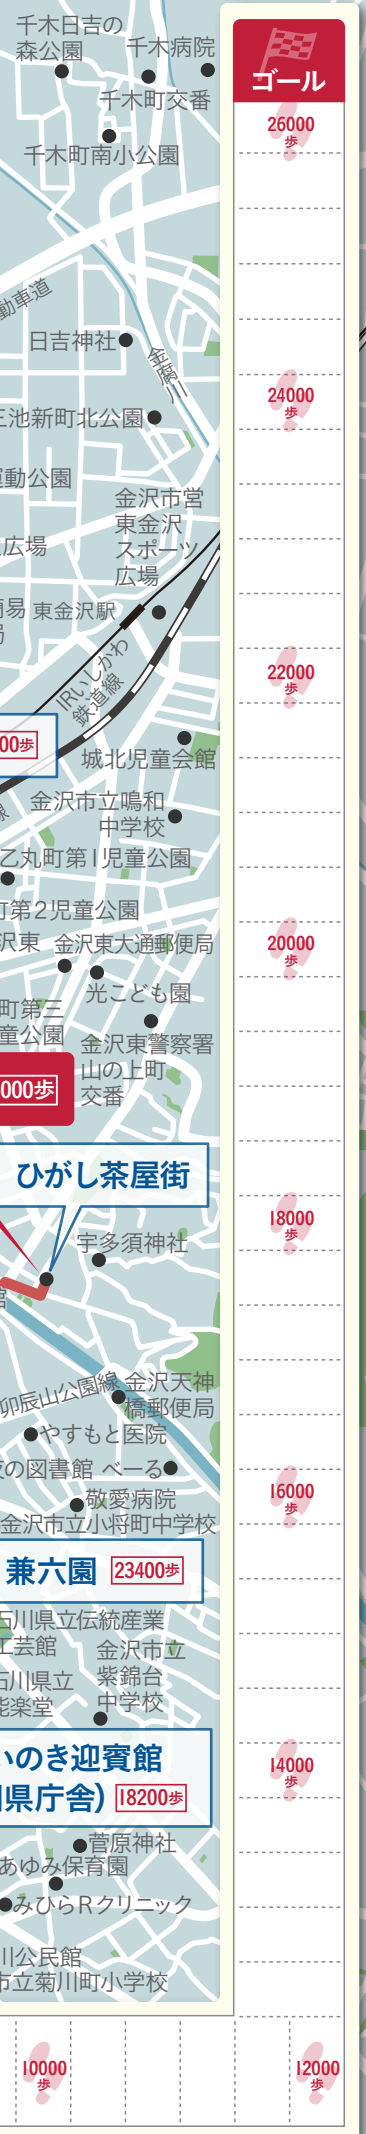 千木日吉の
森公園
千木病院
千木町交番
千木町南小公園
動車道
日吉神社
金腐川
三池新町北公園
運動公園
広場
金沢市営
東金沢
スポーツ
広場
東金沢駅
IRいしかわ
鉄道線
00歩
城北児童会館
金沢市立鳴和
中学校
乙丸町第1児童公園
町第2児童公園
沢東
金沢東大通郵便局
光こども園
町第三
童公園
金沢東警察署
山の上町
交番
000歩
ひがし茶屋街
宇多須神社
卯辰山公園線
金沢天神
橋郵便局
やすもと医院
の図書館
べーる
敬愛病院
金沢市立小将町中学校
兼六園
23400歩
石川県立伝統産業
工芸館
金沢市立
紫錦台
中学校
石川県立
能楽堂
いのき迎賓館
川県庁舎)
18200歩
菅原神社
あゆみ保育園
みひらRクリニック
川公民館
市立菊川町小学校
ゴール
26000
歩
24000
歩
22000
歩
20000
歩
18000
歩
16000
歩
14000
歩
10000
歩
12000
歩